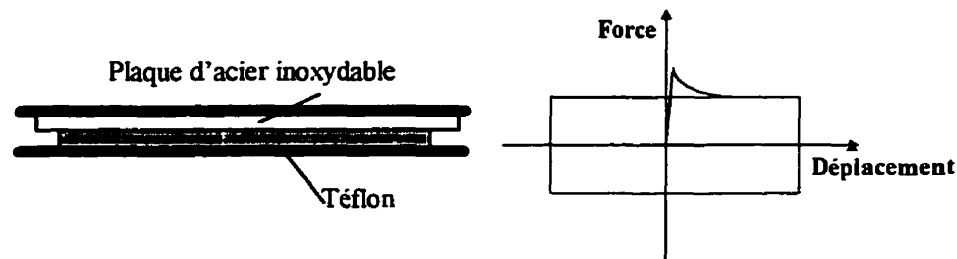 Plaque d'acier inoxydable
Téflon
Force
Déplacement